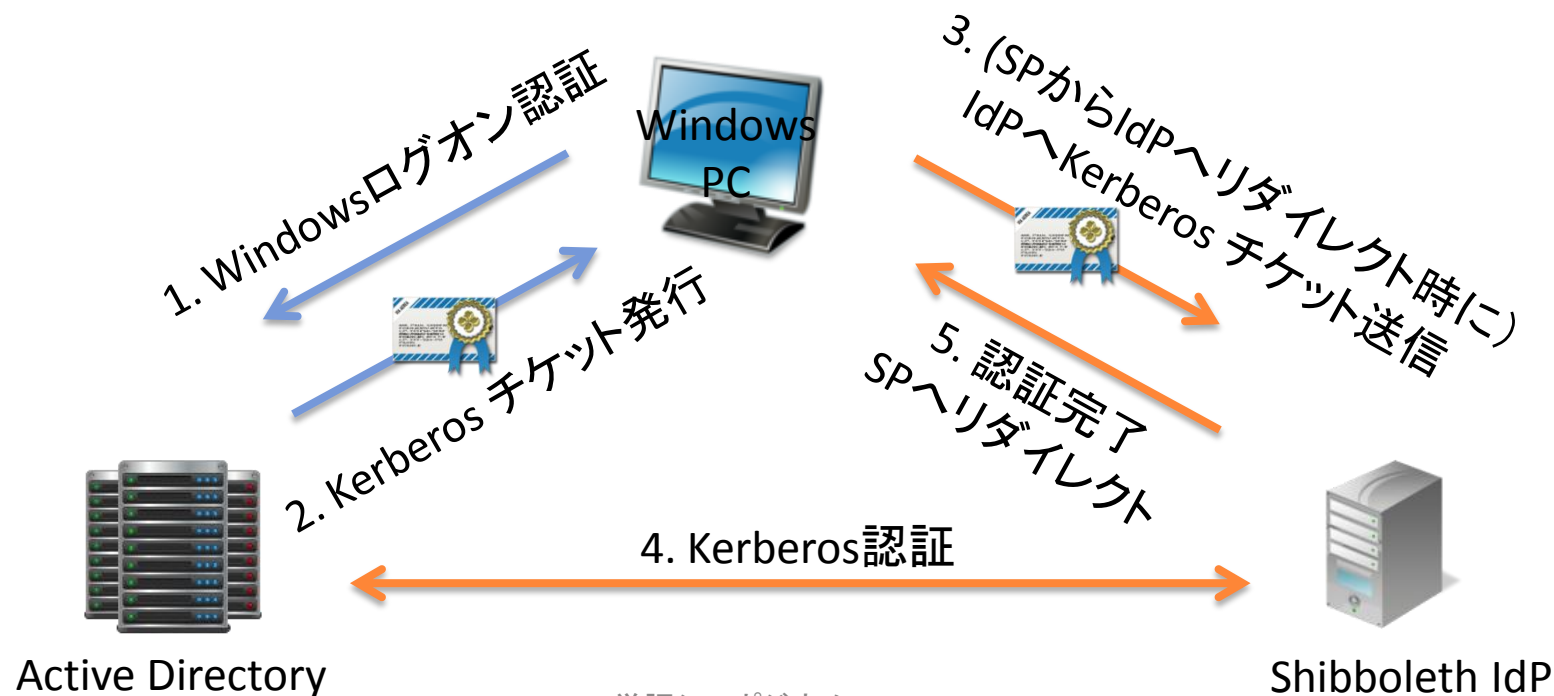 1. Windowsログオン認証
2. Kerberos チケット発行
Windows
PC
3. (SPからIdPへリダイレクト時に）
IdPへKerberos チケット送信
5. 認証完了
SPへリダイレクト
4. Kerberos認証
Active Directory
Shibboleth IdP